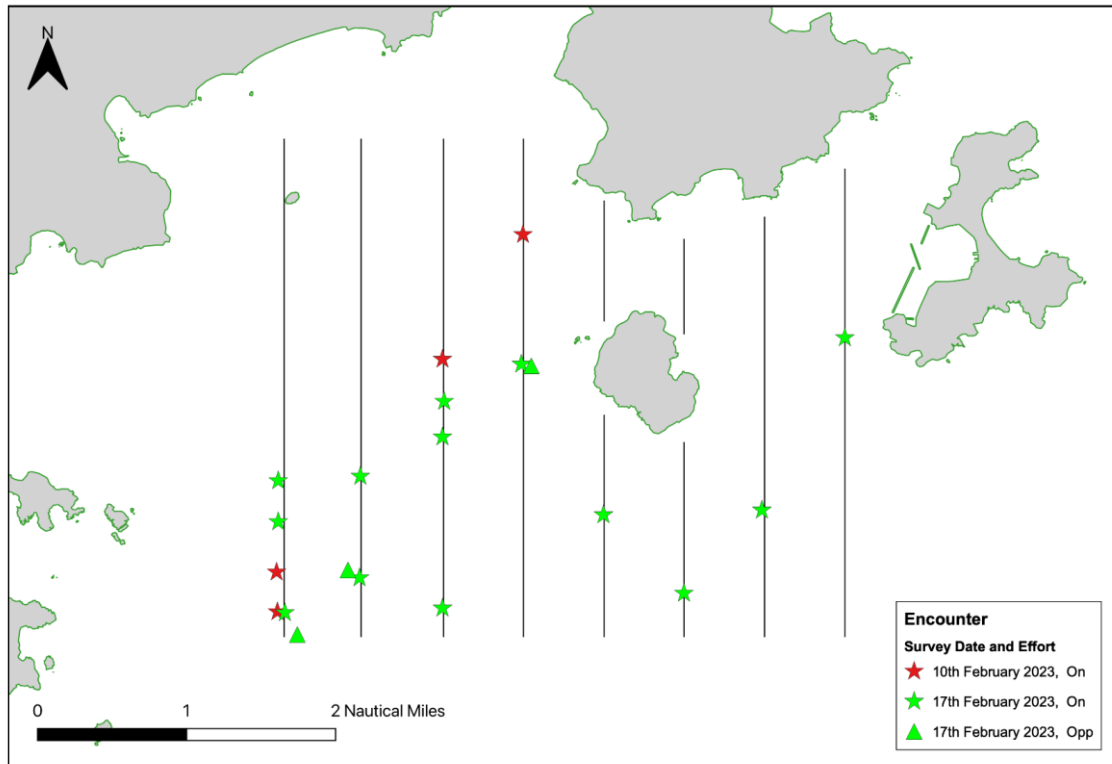 N
0 1 2 Nautical Miles
Encounter
Survey Date and Effort
10th February 2023, On
17th February 2023, On
17th February 2023, Opp